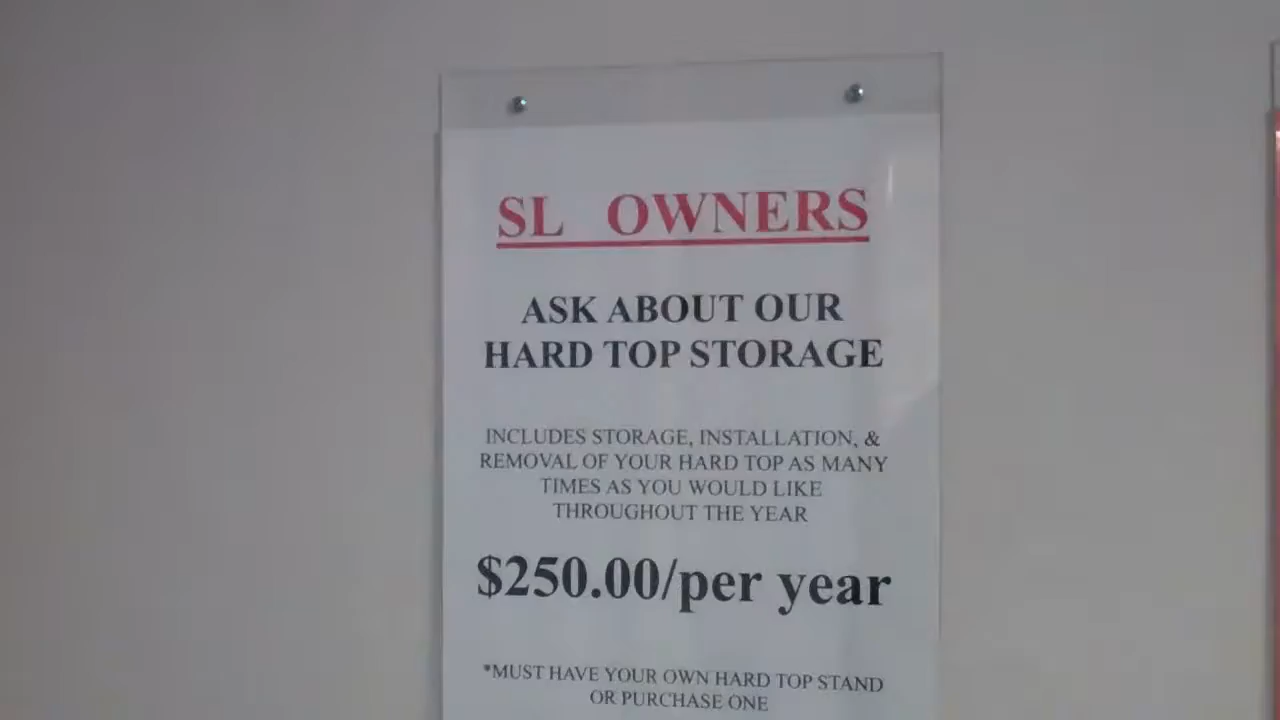 SL OWNERS
ASK ABOUT OUR
HARD TOP STORAGE
INCLUDES STORAGE, INSTALLATION, &
REMOVAL OF YOUR HARD TOP AS MANY
TIMES AS YOU WOULD LIKE
THROUGHOUT THE YEAR
$250.00/per year
*MUST HAVE YOUR OWN HARD TOP STAND
OR PURCHASE ONE